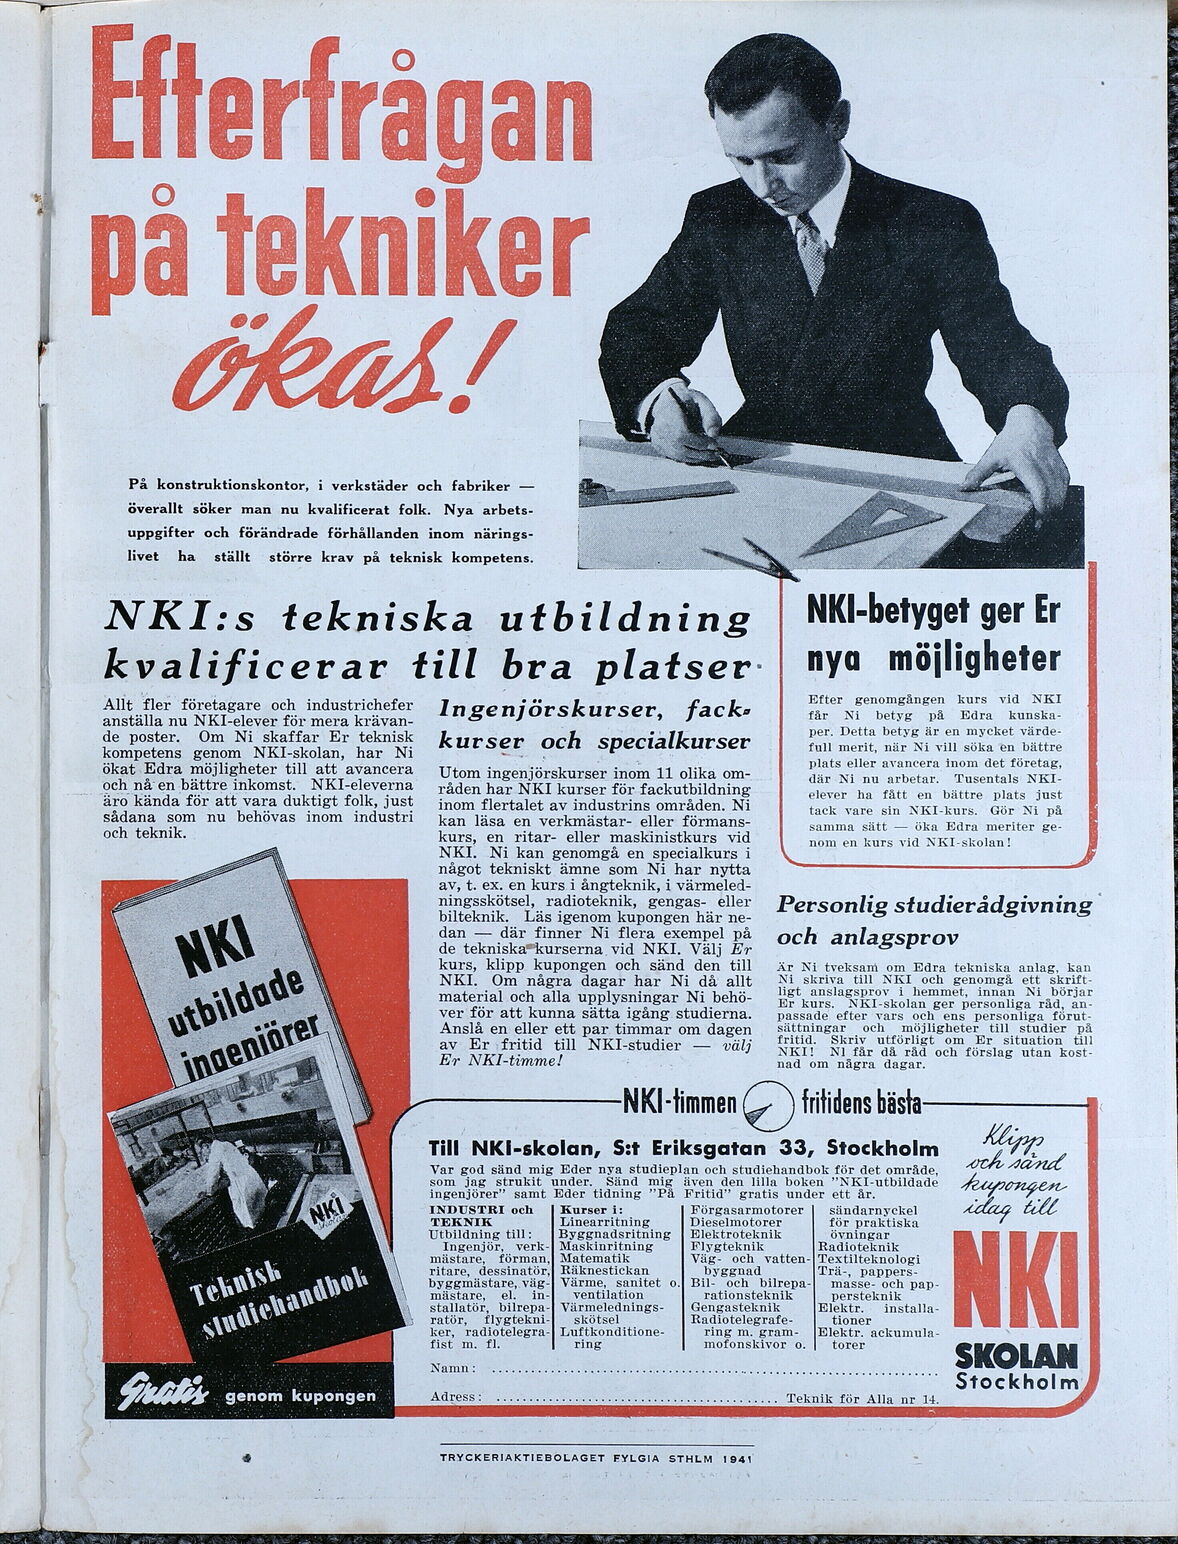 Efterfrågan
på tekniker
ökas!
På konstruktionskontor, i verkstäder och fabriker —
överallt söker man nu kvalificerat folk. Nya arbets-
uppgifter och förändrade förhållanden inom närings-
livet ha ställt större krav på teknisk kompetens.
NKI:s tekniska utbildning
kvalificerar till bra platser
Allt fler företagare och industrichefer
anställa nu NKI-elever för mera krävan-
de poster. Om Ni skaffar Er teknisk
kompetens genom NKI-skolan, har Ni
ökat Edra möjligheter till att avancera
och nå en bättre inkomst. NKI-eleverna
äro kända för att vara duktigt folk, just
sådana som nu behövas inom industri
och teknik.
Ingenjörskurser, fack-
kurser och specialkurser
Utom ingenjörskurser inom 11 olika om-
råden har NKI kurser för fackutbildning
inom flertalet av industrins områden. Ni
kan läsa en verkmästar- eller förmans-
kurs, en ritar- eller maskinistkurs vid
NKI. Ni kan genomgå en specialkurs i
något tekniskt ämne som Ni har nytta
av, t. ex. en kurs i ångteknik, i värmeled-
ningsskötsel, radioteknik, gengas- eller
bilteknik. Läs igenom kupongen här ne-
dan — där finner Ni flera exempel på
de tekniska kurserna vid NKI. Välj Er
kurs, klipp kupongen och sänd den till
NKI. Om några dagar har Ni då allt
material och alla upplysningar Ni behö-
ver för att kunna sätta igång studierna.
Anslå en eller ett par timmar om dagen
av Er fritid till NKI-studier — välj
Er NKI-timme!
NKI-betyget ger Er
nya möjligheter
Efter genomgången kurs vid NKI
får Ni betyg på Edra kunska-
per. Detta betyg är en mycket värde-
full merit, när Ni vill söka en bättre
plats eller avancera inom det företag,
där Ni nu arbetar. Tusentals NKI-
elever ha fått en bättre plats just
tack vare sin NKI-kurs. Gör Ni på
samma sätt — öka Edra meriter ge-
nom en kurs vid NKI-skolan!
Personlig studierådgivning
och anlagsprov
Är Ni tveksam om Edra tekniska anlag, kan
Ni skriva till NKI och genomgå ett skrift-
ligt anslagsprov i hemmet, innan Ni börjar
Er kurs. NKI-skolan ger personliga råd, an-
passade efter vars och ens personliga förut-
sättningar och möjligheter till studier på
fritid. Skriv utförligt om Er situation till
NKI! NI får då råd och förslag utan kost-
nad om några dagar.
NKI
utbildade
ingeniörer
NKI
skolan
Teknisk
studiehandbok
Gratis genom kupongen
NKI-timmen fritidens bästa
Till NKI-skolan, S:t Eriksgatan 33, Stockholm
Var god sänd mig Eder nya studieplan och studiehandbok för det område,
som jag strukit under. Sänd mig även den lilla boken "NKI-utbildade
ingenjörer" samt Eder tidning "På Fritid" gratis under ett år.
INDUSTRI och
TEKNIK
Utbildning till:
Ingenjör, verk-
mästare, förman,
ritare, dessinatör,
byggmästare, väg-
mästare, el. in-
stallatör, bilrepa-
ratör, flygtekni-
ker, radiotelegra-
fist m. fl.
Kurser i:
Linearritning
Byggnadsritning
Maskinritning
Matematik
Räknestickan
Värme, sanitet o.
ventilation
Värmelednings-
skötsel
Luftkonditione-
ring
Förgasarmotorer
Dieselmotorer
Elektroteknik
Flygteknik
Väg- och vatten-
byggnad
Bil- och bilrepa-
rationsteknik
Gengasteknik
Radiotelegrafe-
ring m. gram-
mofonskivor o.
sändarnyckel
för praktiska
övningar
Radioteknik
Textilteknologi
Trä-, pappers-
masse- och pap-
persteknik
Elektr. installa-
tioner
Elektr. ackumula-
torer
Namn:
Adress: Teknik för Alla nr 14.
Klipp
och sänd
kupongen
idag till
NKI
SKOLAN
Stockholm
TRYCKERIAKTIEBOLAGET FYLGIA STHLM 1941